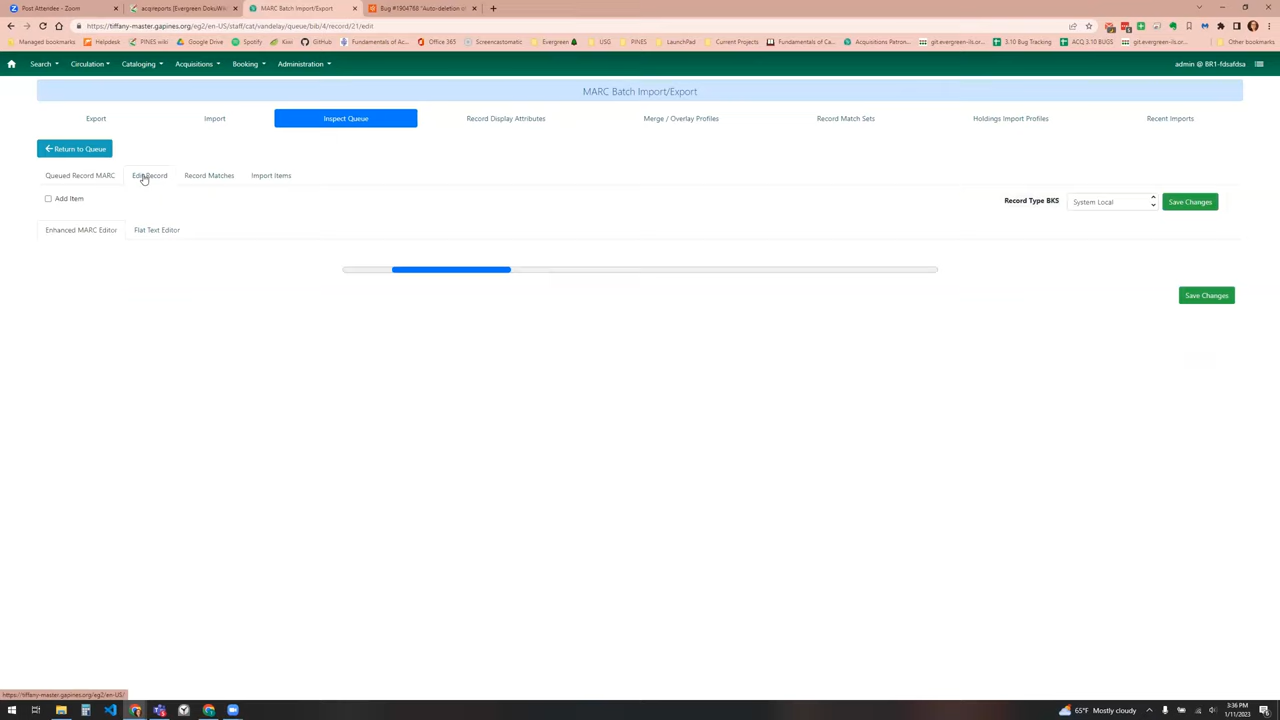 Post Attendee - Zoom
acqreports [Evergreen DokuWi
MARC Batch Import/Export
Bug #1904768 "Auto-deletion o
https://tiffany-master.gapines.org/eg2/en-US/staff/cat/vandelay/queue/bib/4/record/21/edit
Managed bookmarks Helpdesk PINES wiki Google Drive Spotify Kiwi GitHub Fundamentals of Ac... Office 365 Screencastomatic Evergreen USG PINES LaunchPad Current Projects Fundamentals of Ca... Acquisitions Patron... git.evergreen-ils.or... 3.10 Bug Tracking ACQ 3.10 BUGS git.evergreen-ils.or... Other bookmarks
Search Circulation Cataloging Acquisitions Booking Administration admin @ BR1-fdsafdsa
MARC Batch Import/Export
Export Import Inspect Queue Record Display Attributes Merge / Overlay Profiles Record Match Sets Holdings Import Profiles Recent Imports
Return to Queue
Queued Record MARC Edit Record Record Matches Import Items
Add Item Record Type BKS System Local Save Changes
Enhanced MARC Editor Flat Text Editor
Save Changes
https://tiffany-master.gapines.org/eg2/en-US/
65°F Mostly cloudy 3:36 PM
1/11/2023